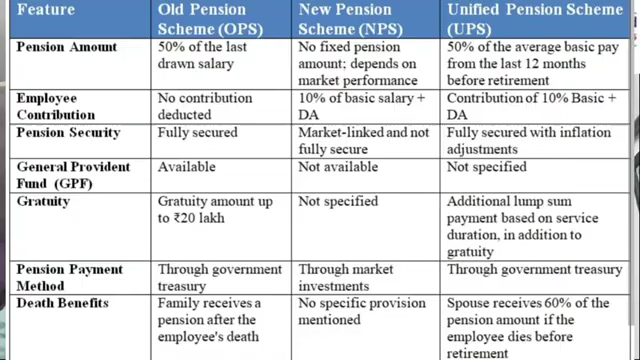 Feature
Old Pension
Scheme (OPS)
New Pension
Scheme (NPS)
Unified Pension Scheme
(UPS)
Pension Amount
50% of the last
drawn salary
No fixed pension
amount; depends on
market performance
50% of the average basic pay
from the last 12 months
before retirement
Employee
Contribution
No contribution
deducted
10% of basic salary +
DA
Contribution of 10% Basic +
DA
Pension Security
Fully secured
Market-linked and not
fully secure
Fully secured with inflation
adjustments
General Provident
Fund (GPF)
Available
Not available
Not specified
Gratuity
Gratuity amount up
to ₹20 lakh
Not specified
Additional lump sum
payment based on service
duration, in addition to
gratuity
Pension Payment
Method
Through government
treasury
Through market
investments
Through government treasury
Death Benefits
Family receives a
pension after the
employee's death
No specific provision
mentioned
Spouse receives 60% of the
pension amount if the
employee dies before
retirement